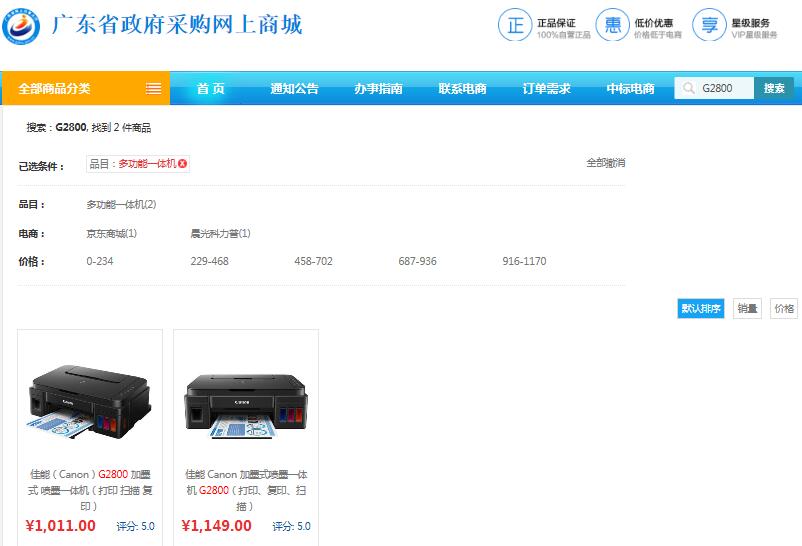 广东省政府采购网上商城
正 正品保证 100%自营正品
惠 低价优惠 价格低于电商
享 星级服务 VIP星级服务
全部商品分类 首 页 通知公告 办事指南 联系电商 订单需求 中标电商 G2800 搜索
搜索：G2800, 找到 2 件商品
已选条件： 品目：多功能一体机 全部撤消
品目： 多功能一体机(2)
电商： 京东商城(1) 晨光科力普(1)
价格： 0-234 229-468 458-702 687-936 916-1170
默认排序 销量 价格
Canon
佳能（Canon）G2800 加墨
式 喷墨一体机（打印 扫描 复
印）
¥1,011.00 评分: 5.0
Canon
佳能 Canon 加墨式喷墨一体
机 G2800（打印、复印、扫
描）
¥1,149.00 评分: 5.0